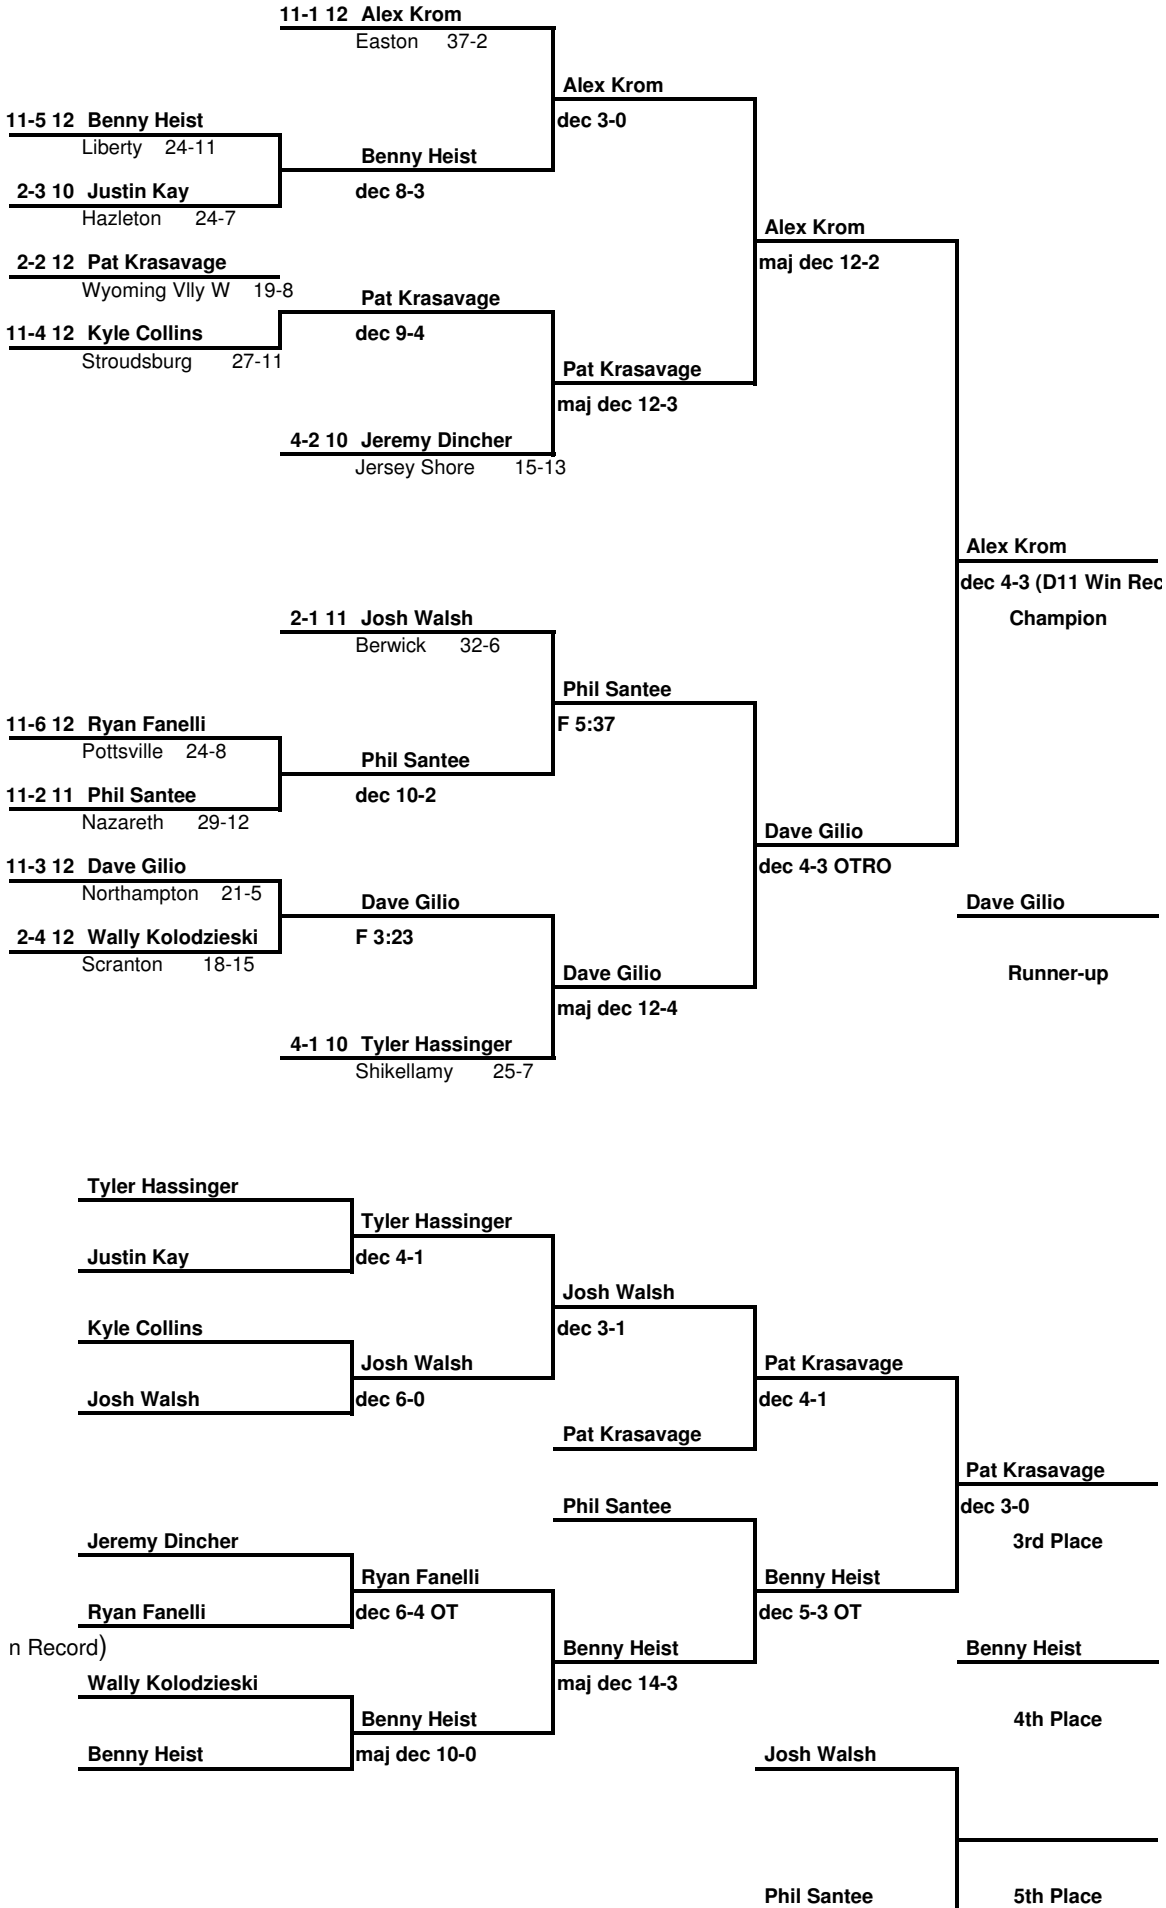 11-1 12 Alex Krom
Easton 37-2
Alex Krom
11-5 12 Benny Heist
dec 3-0
Liberty 24-11
Benny Heist
2-3 10 Justin Kay
dec 8-3
Hazleton 24-7
Alex Krom
2-2 12 Pat Krasavage
maj dec 12-2
Wyoming Vlly W 19-8
Pat Krasavage
11-4 12 Kyle Collins
dec 9-4
Stroudsburg 27-11
Pat Krasavage
maj dec 12-3
4-2 10 Jeremy Dincher
Jersey Shore 15-13
Alex Krom
dec 4-3 (D11 Win Rec
2-1 11 Josh Walsh
Champion
Berwick 32-6
Phil Santee
11-6 12 Ryan Fanelli
F 5:37
Pottsville 24-8
Phil Santee
11-2 11 Phil Santee
dec 10-2
Nazareth 29-12
Dave Gilio
11-3 12 Dave Gilio
dec 4-3 OTRO
Northampton 21-5
Dave Gilio
Dave Gilio
2-4 12 Wally Kolodzieski
F 3:23
Scranton 18-15
Dave Gilio
Runner-up
maj dec 12-4
4-1 10 Tyler Hassinger
Shikellamy 25-7
Tyler Hassinger
Tyler Hassinger
Justin Kay
dec 4-1
Josh Walsh
Kyle Collins
dec 3-1
Josh Walsh
Pat Krasavage
Josh Walsh
dec 6-0
dec 4-1
Pat Krasavage
Pat Krasavage
Phil Santee
dec 3-0
Jeremy Dincher
3rd Place
Ryan Fanelli
Benny Heist
Ryan Fanelli
dec 6-4 OT
dec 5-3 OT
n Record)
Benny Heist
Benny Heist
Wally Kolodzieski
maj dec 14-3
Benny Heist
4th Place
Benny Heist
maj dec 10-0
Josh Walsh
Phil Santee
5th Place